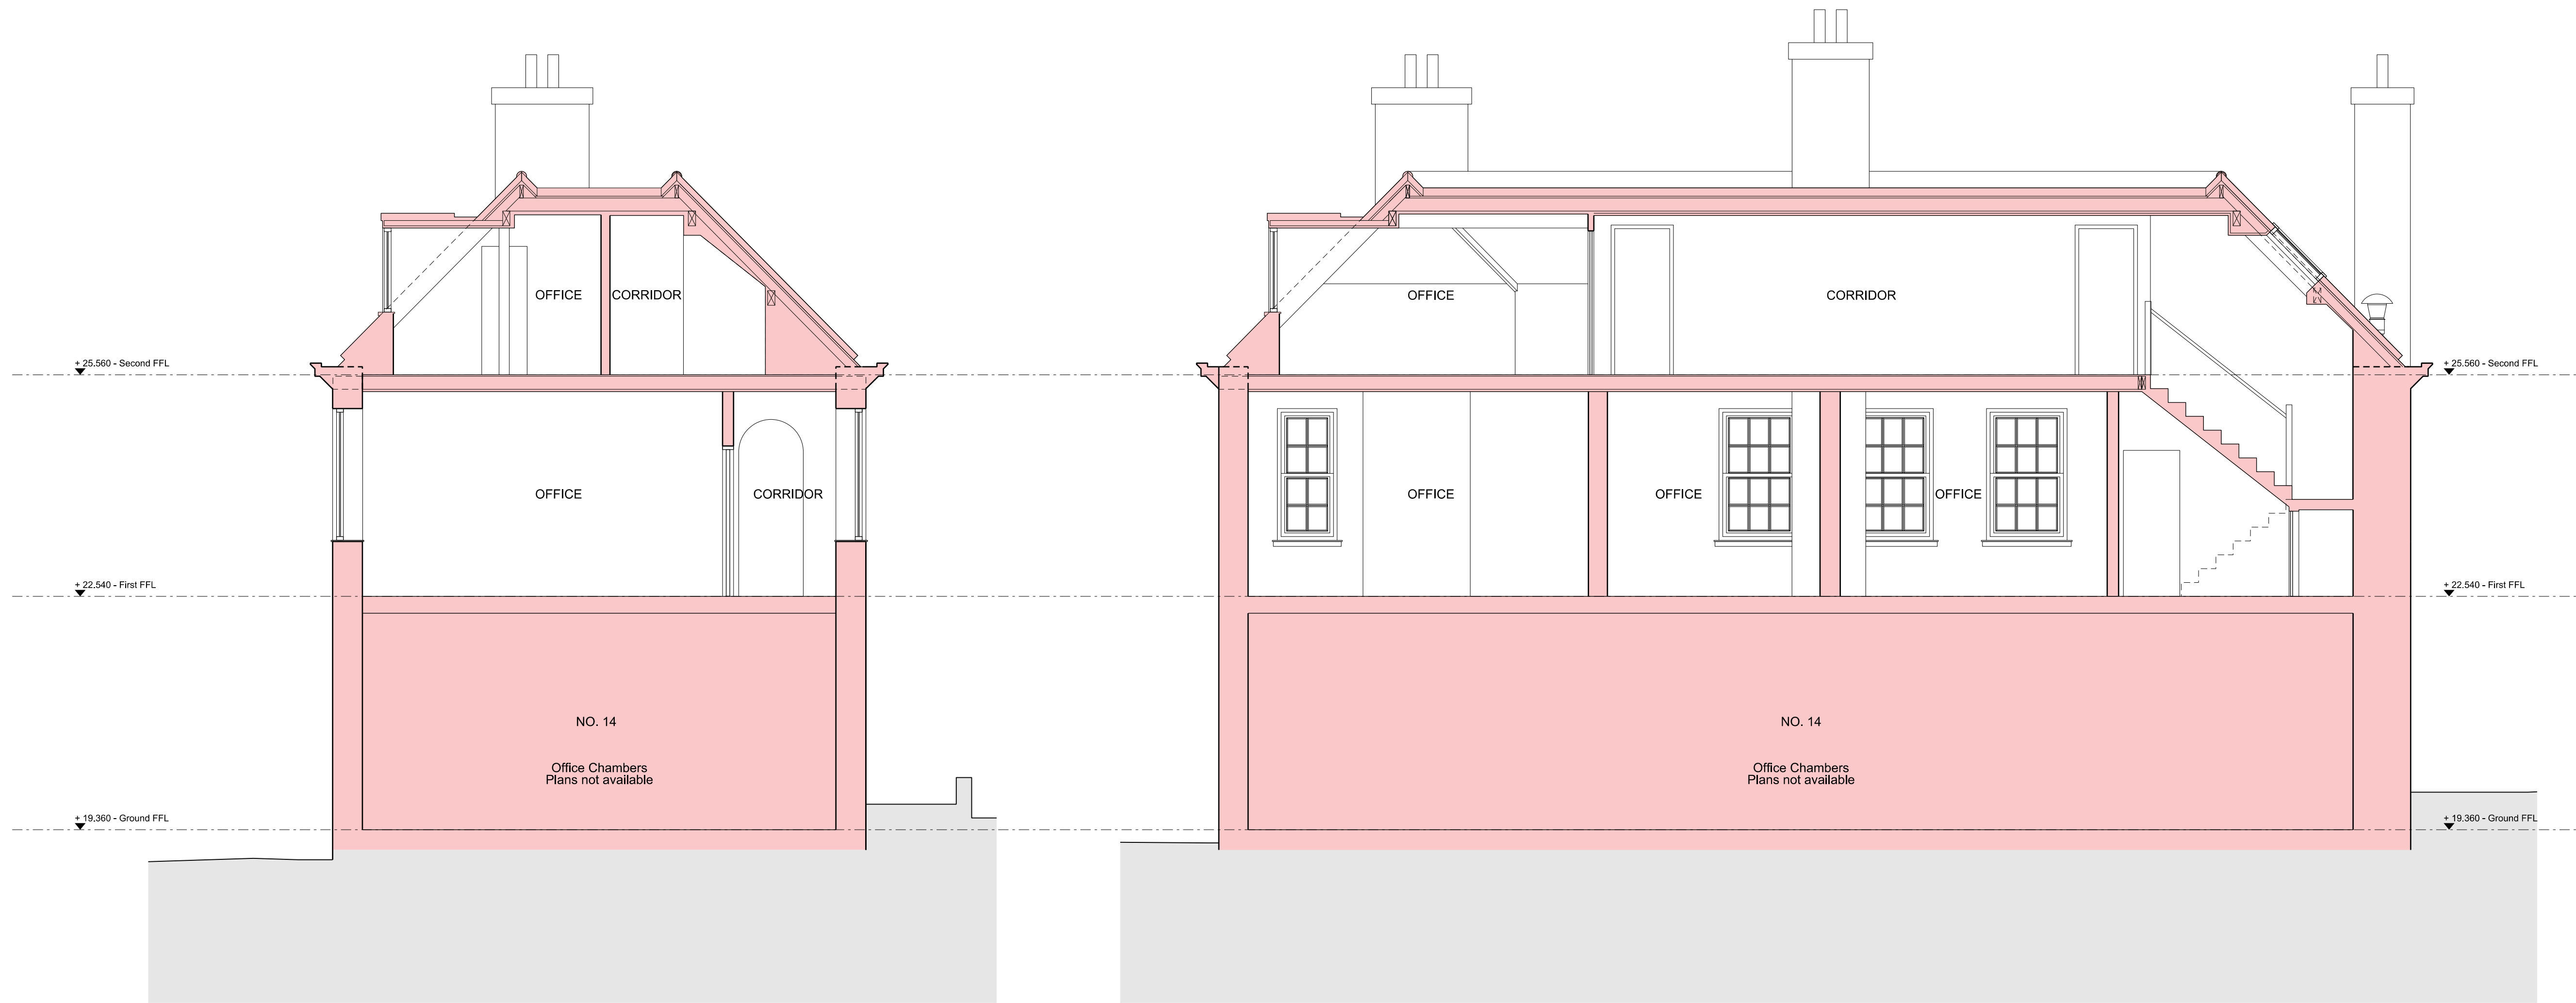 OFFICE
CORRIDOR
+ 25.560 - Second FFL
OFFICE
CORRIDOR
+ 22.540 - First FFL
NO. 14
Office Chambers
Plans not available
+ 19.360 - Ground FFL
OFFICE
CORRIDOR
+ 25.560 - Second FFL
OFFICE
OFFICE
OFFICE
+ 22.540 - First FFL
NO. 14
Office Chambers
Plans not available
+ 19.360 - Ground FFL